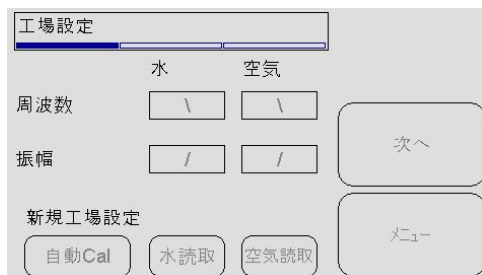 工場設定
水 空気
周波数 \ \
振幅 / /
次へ
新規工場設定
自動Cal 水読取 空気読取
メニュー